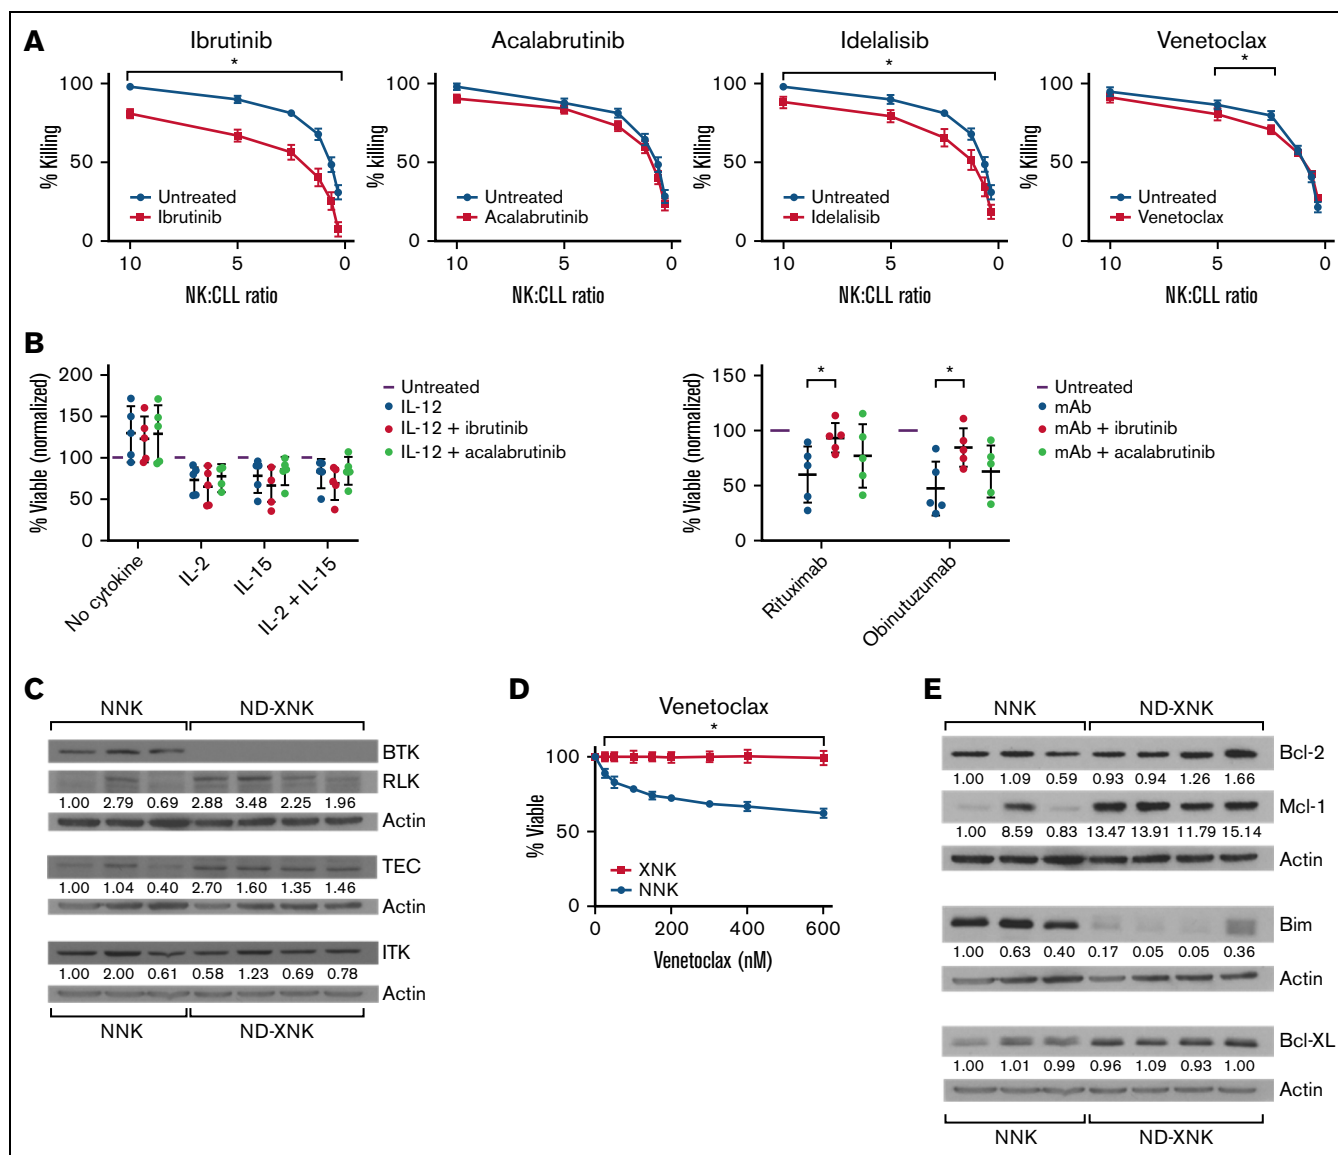 A
Ibrutinib
Acalabrutinib
Idelalisib
Venetoclax
*
*
*
100
50
0
% Killing
Untreated
Ibrutinib
10
5
0
NK:CLL ratio
100
50
0
% Killing
Untreated
Acalabrutinib
10
5
0
NK:CLL ratio
100
50
0
% Killing
Untreated
Idelalisib
10
5
0
NK:CLL ratio
100
50
0
% Killing
Untreated
Venetoclax
10
5
0
NK:CLL ratio
B
200
150
100
50
0
% Viable (normalized)
Untreated
IL-12
IL-12 + ibrutinib
IL-12 + acalabrutinib
No cytokine
IL-2
IL-15
IL-2 + IL-15
150
100
50
0
% Viable (normalized)
*
*
Untreated
mAb
mAb + ibrutinib
mAb + acalabrutinib
Rituximab
Obinutuzumab
C
NNK
ND-XNK
BTK
RLK
1.00 2.79 0.69 2.88 3.48 2.25 1.96
Actin
TEC
1.00 1.04 0.40 2.70 1.60 1.35 1.46
Actin
ITK
1.00 2.00 0.61 0.58 1.23 0.69 0.78
Actin
NNK
ND-XNK
D
Venetoclax
*
100
50
0
% Viable
XNK
NNK
0
200
400
600
Venetoclax (nM)
E
NNK
ND-XNK
Bcl-2
1.00 1.09 0.59 0.93 0.94 1.26 1.66
Mcl-1
1.00 8.59 0.83 13.47 13.91 11.79 15.14
Actin
Bim
1.00 0.63 0.40 0.17 0.05 0.05 0.36
Actin
Bcl-XL
1.00 1.01 0.99 0.96 1.09 0.93 1.00
Actin
NNK
ND-XNK